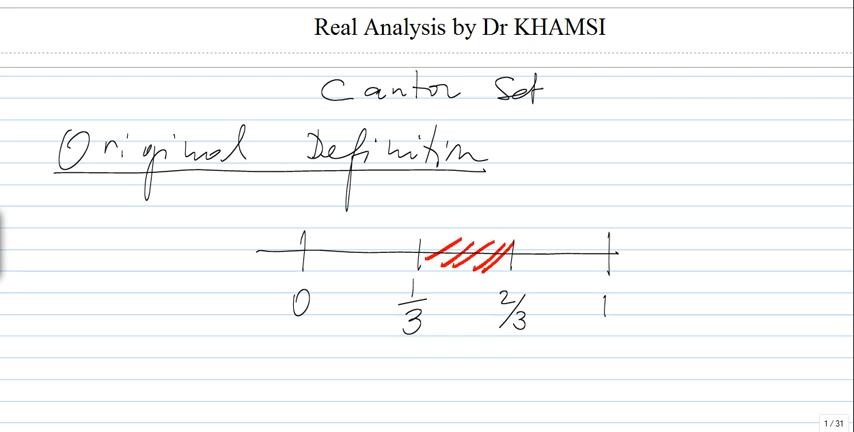 Real Analysis by Dr KHAMSI
Cantor Set
Original Definition
0 1/3 2/3 1
1 / 31